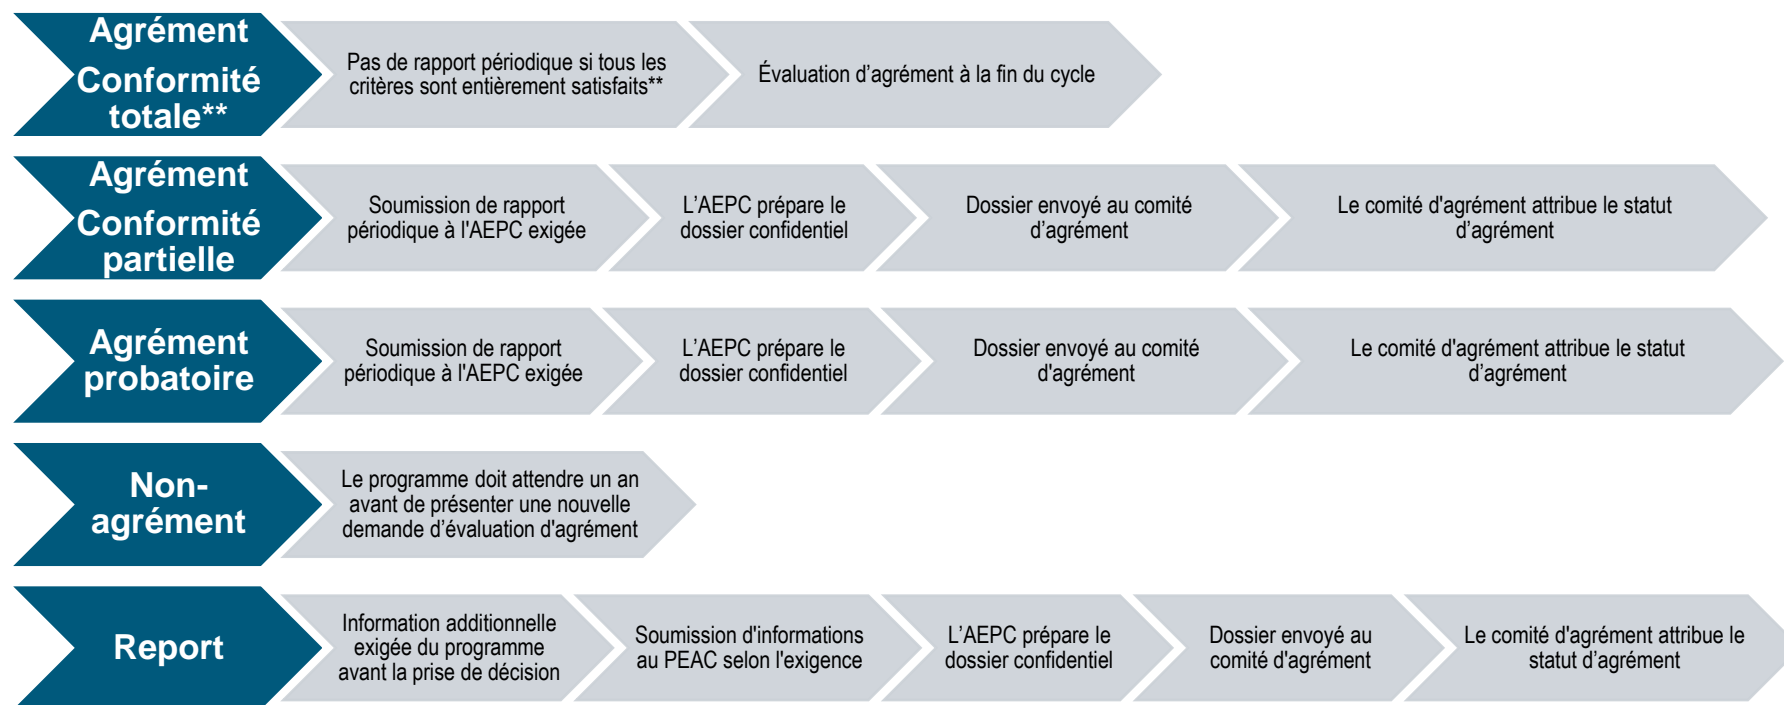 Agrément
Conformité
totale**
Pas de rapport périodique si tous les
critères sont entièrement satisfaits**
Évaluation d’agrément à la fin du cycle
Agrément
Conformité
partielle
Soumission de rapport
périodique à l'AEPC exigée
L’AEPC prépare le
dossier confidentiel
Dossier envoyé au comité
d’agrément
Le comité d'agrément attribue le statut
d’agrément
Agrément
probatoire
Soumission de rapport
périodique à l'AEPC exigée
L’AEPC prépare le
dossier confidentiel
Dossier envoyé au comité
d'agrément
Le comité d'agrément attribue le statut
d’agrément
Non-
agrément
Le programme doit attendre un an
avant de présenter une nouvelle
demande d’évaluation d'agrément
Report
Information additionnelle
exigée du programme
avant la prise de décision
Soumission d'informations
au PEAC selon l'exigence
L’AEPC prépare le
dossier confidentiel
Dossier envoyé au
comité d'agrément
Le comité d'agrément attribue le
statut d’agrément